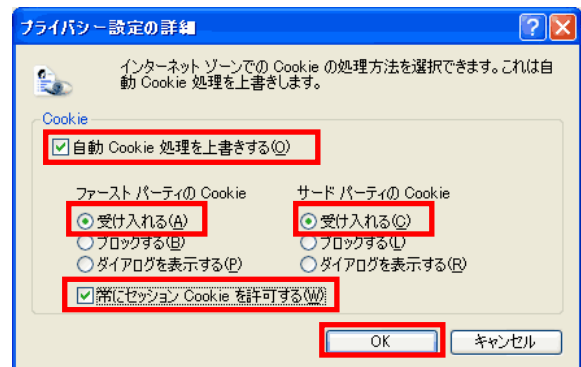 プライバシー設定の詳細
インターネット ゾーンでの Cookie の処理方法を選択できます。これは自
動 Cookie 処理を上書きします。
Cookie
自動 Cookie 処理を上書きする(O)
ファースト パーティの Cookie
サード パーティの Cookie
受け入れる(A)
受け入れる(C)
ブロックする(B)
ブロックする(L)
ダイアログを表示する(P)
ダイアログを表示する(R)
常にセッション Cookie を許可する(W)
OK
キャンセル